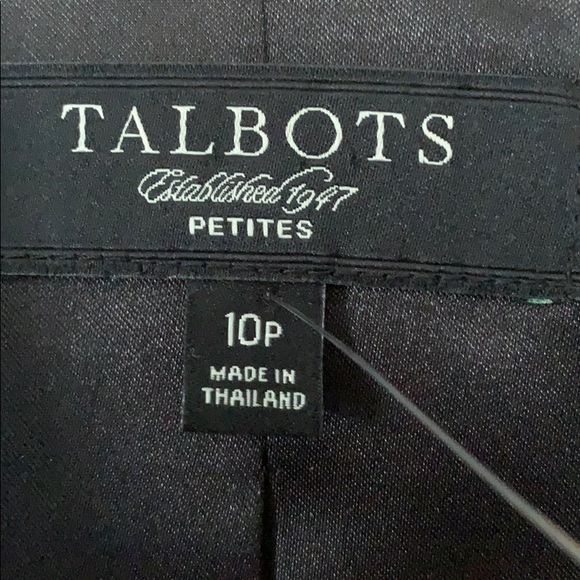 TALBOTS
Established 1947
PETITES
10P
MADE IN
THAILAND